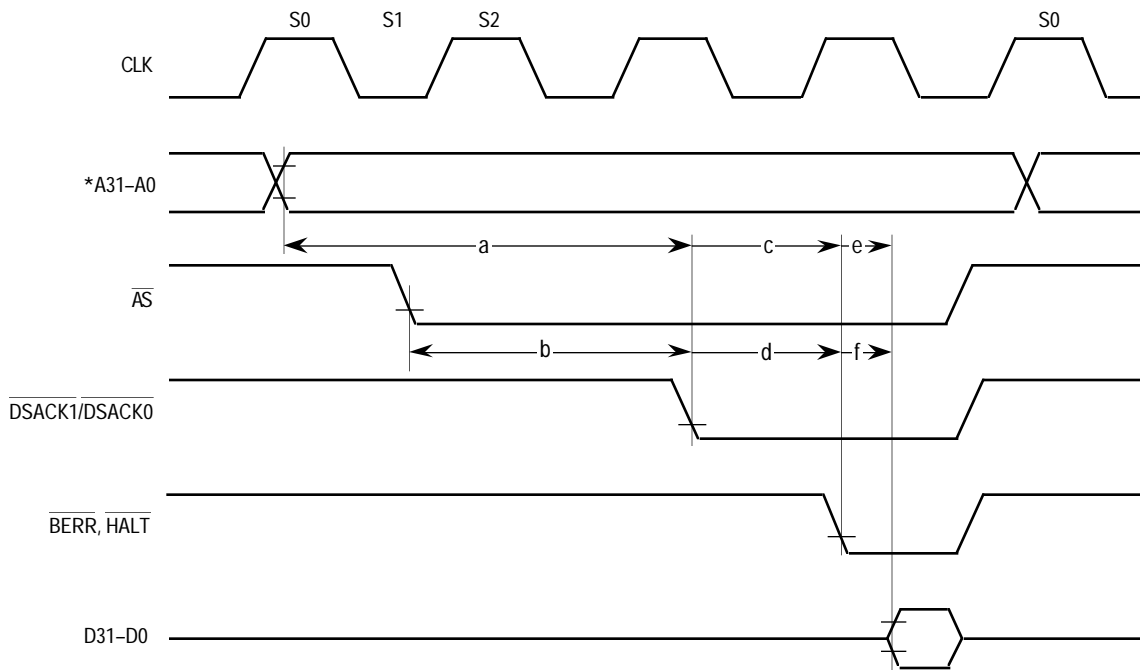 S0 S1 S2 S0
CLK
*A31–A0
a c e
AS
b d f
DSACK1/DSACK0
BERR, HALT
D31–D0